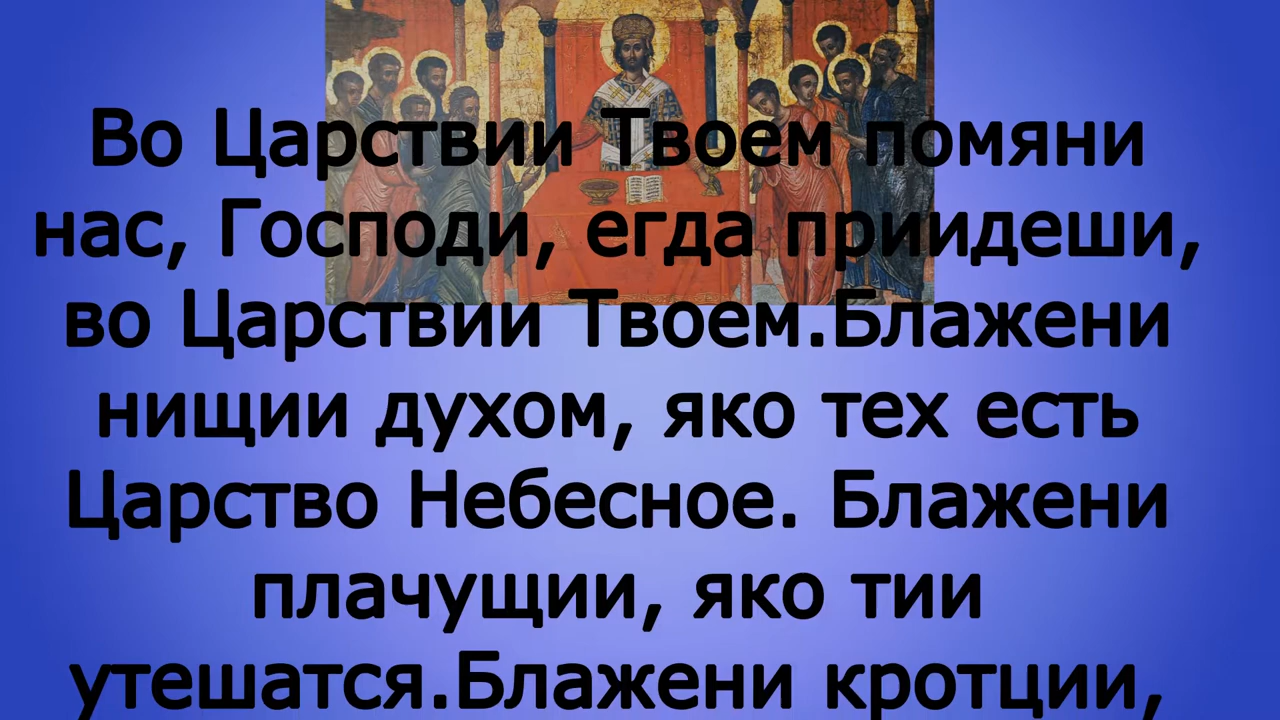 Во Царствии Твоем помяни
нас, Господи, егда приидеши,
во Царствии Твоем.Блажени
нищии духом, яко тех есть
Царство Небесное. Блажени
плачущии, яко тии
утешатся.Блажени кротции,